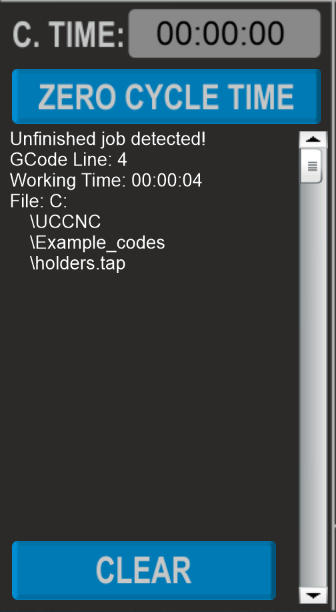 C. TIME: 00:00:00
ZERO CYCLE TIME
Unfinished job detected!
GCode Line: 4
Working Time: 00:00:04
File: C:
\UCCNC
\Example_codes
\holders.tap
CLEAR